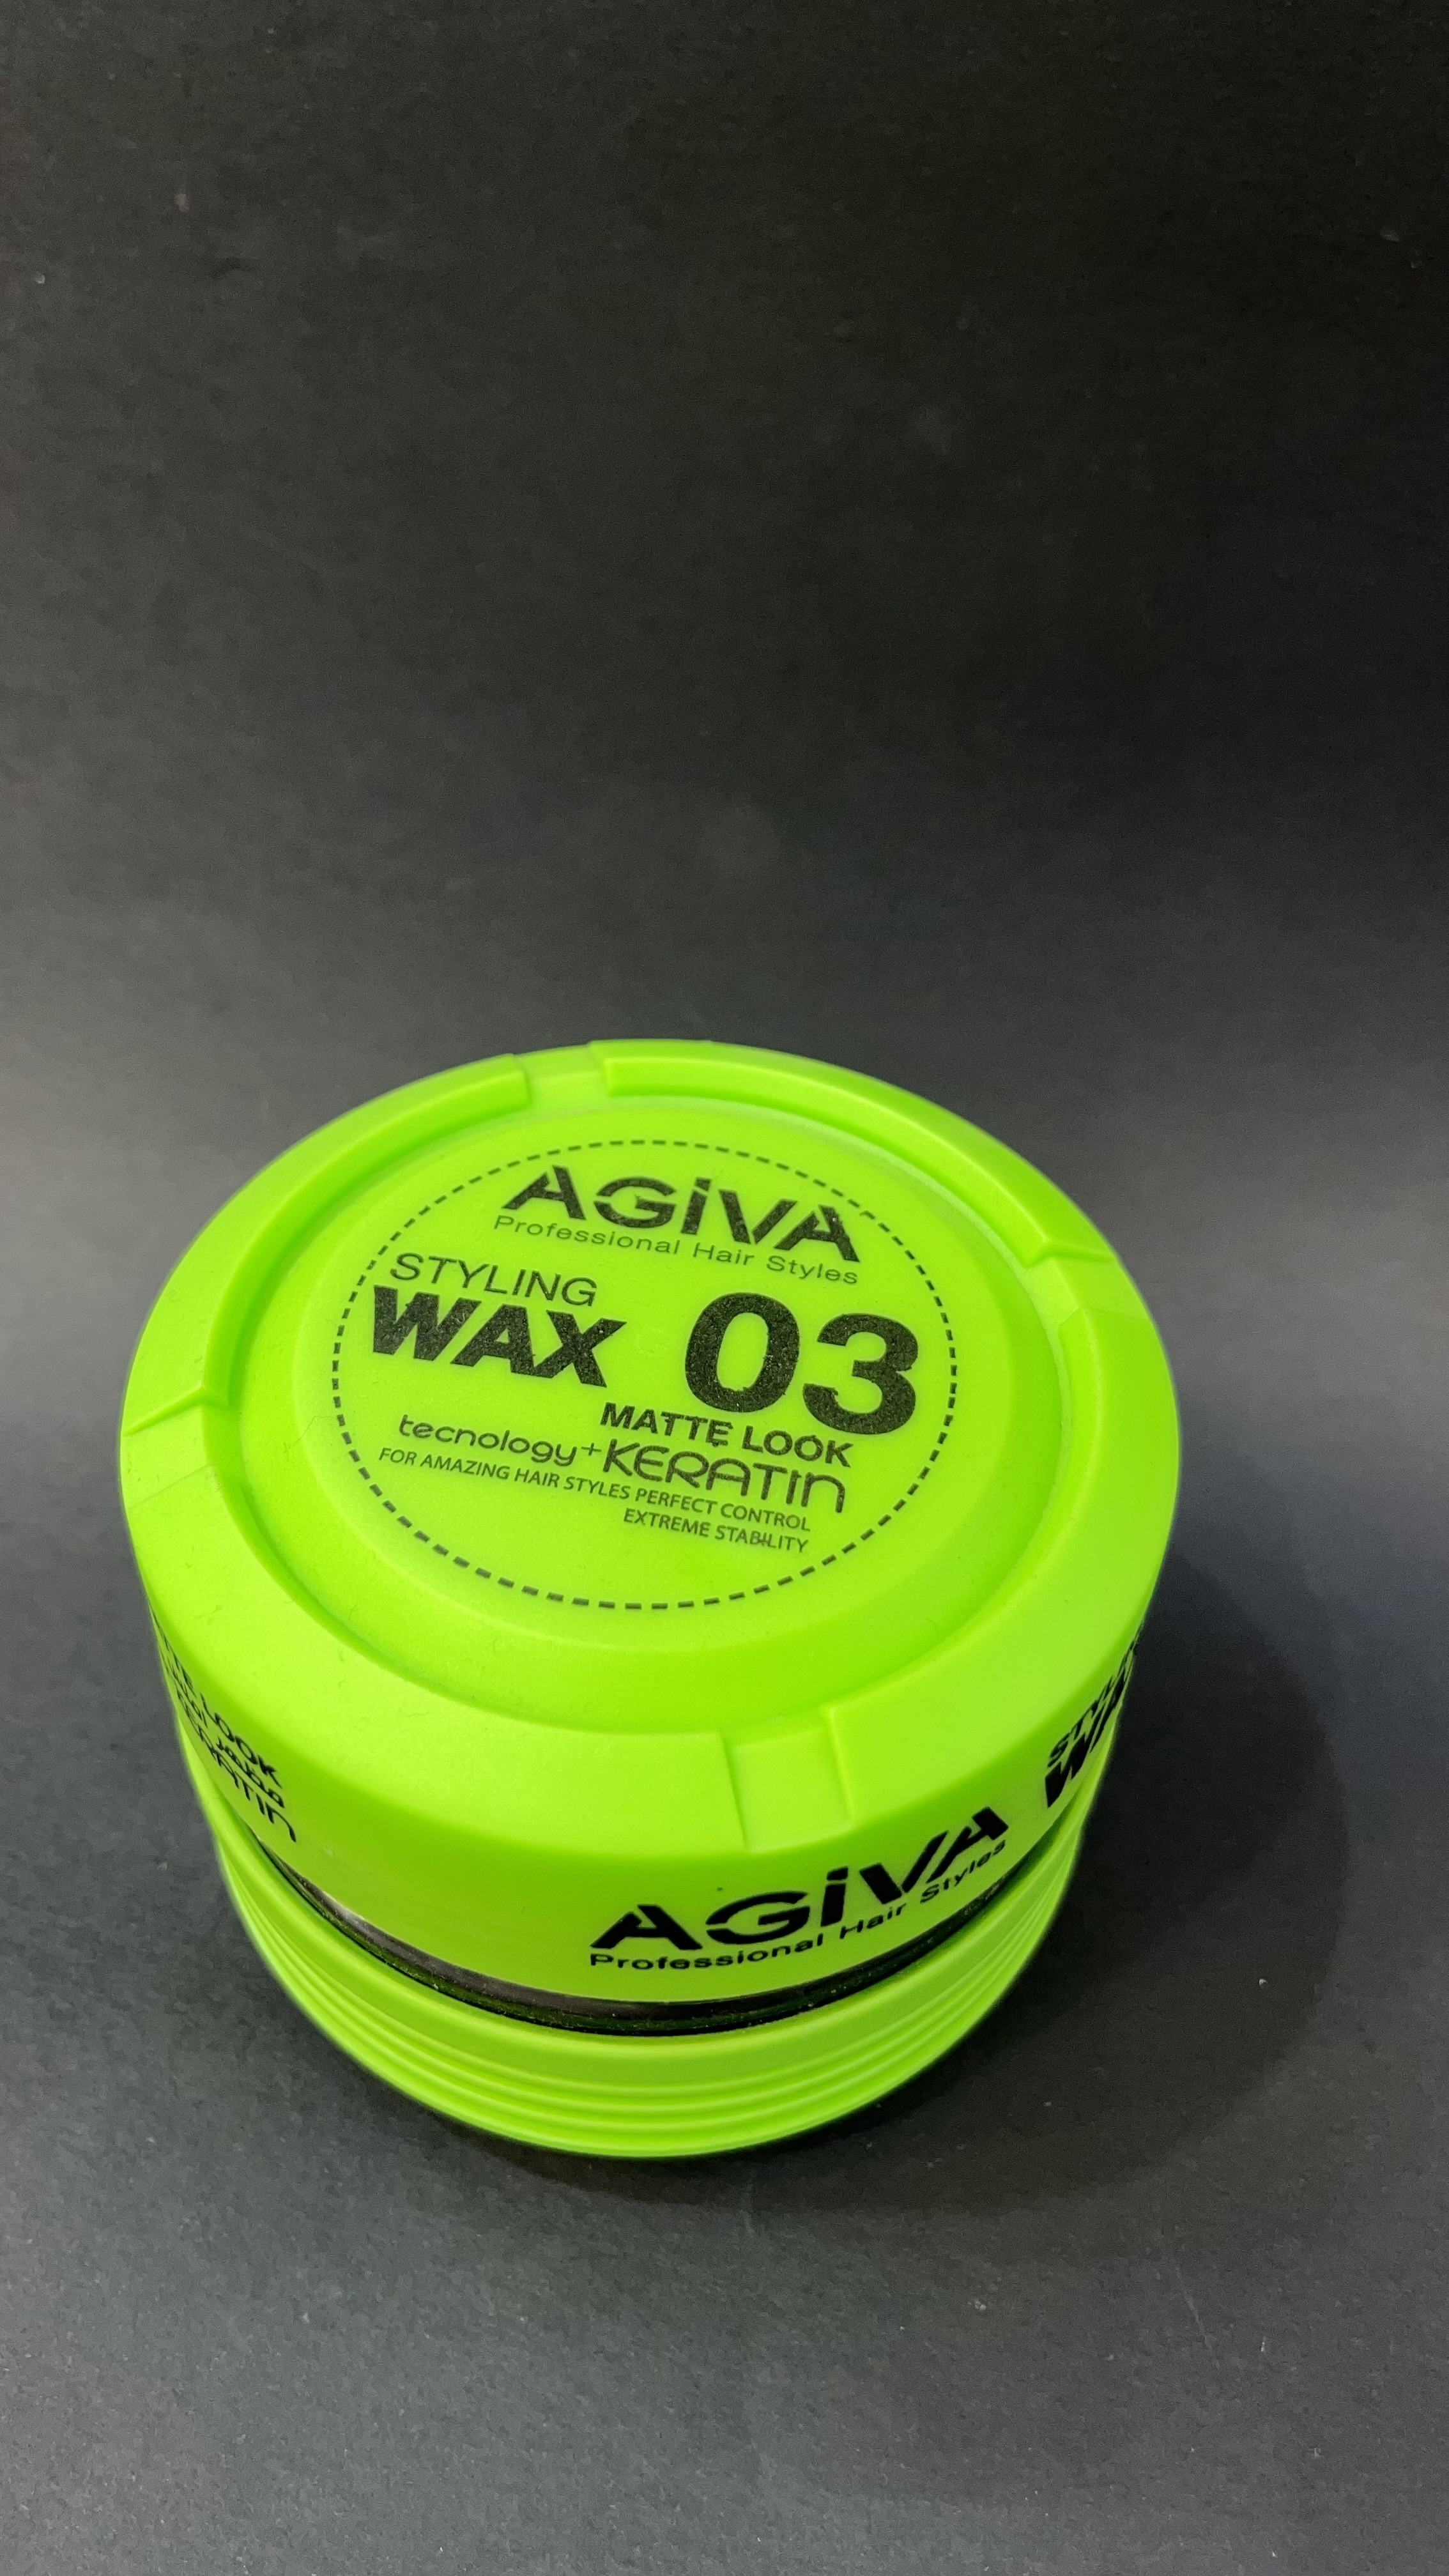 AGiVA
Professional Hair Styles
STYLING
WAX 03
MATTE LOOK
tecnology+KERATIN
FOR AMAZING HAIR STYLES PERFECT CONTROL
EXTREME STABILITY
LOOK
AGiVA
Professional Hair Styles